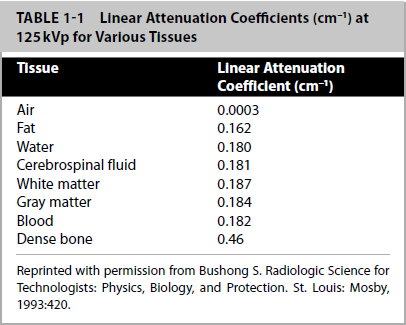 TABLE 1-1 Linear Attenuation Coefficients (cm⁻¹) at
125 kVp for Various Tissues
Tissue Linear Attenuation
Coefficient (cm⁻¹)
Air 0.0003
Fat 0.162
Water 0.180
Cerebrospinal fluid 0.181
White matter 0.187
Gray matter 0.184
Blood 0.182
Dense bone 0.46
Reprinted with permission from Bushong S. Radiologic Science for
Technologists: Physics, Biology, and Protection. St. Louis: Mosby,
1993:420.